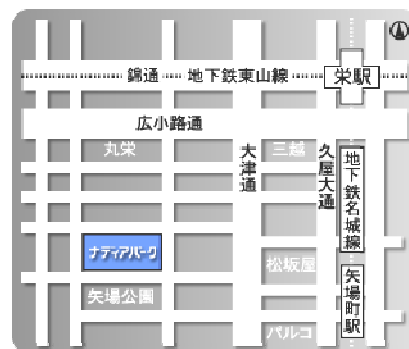 錦通
地下鉄東山線
栄駅
広小路通
丸栄
大津通
三越
久屋大通
地下鉄名城線
ナディアパーク
松坂屋
矢場公園
矢場町駅
パルコ